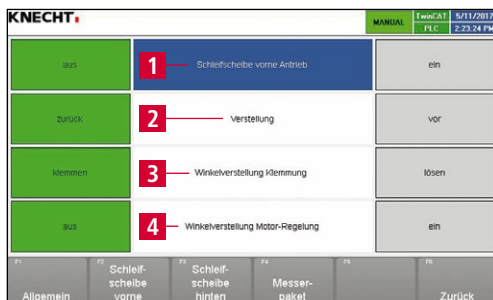 KNECHT
MANUAL
TwinCAT
PLC
5/11/2017
2:23:24 PM
aus
1
Schleifscheibe vorne Antrieb
ein
zurück
2
Verstellung
vor
klemmen
3
Winkelverstellung Klemmung
lösen
aus
4
Winkelverstellung Motor-Regelung
ein
F1
Allgemein
F2
Schleif-
scheibe
vorne
F3
Schleif-
scheibe
hinten
F4
Messer-
paket
F5
F6
Zurück